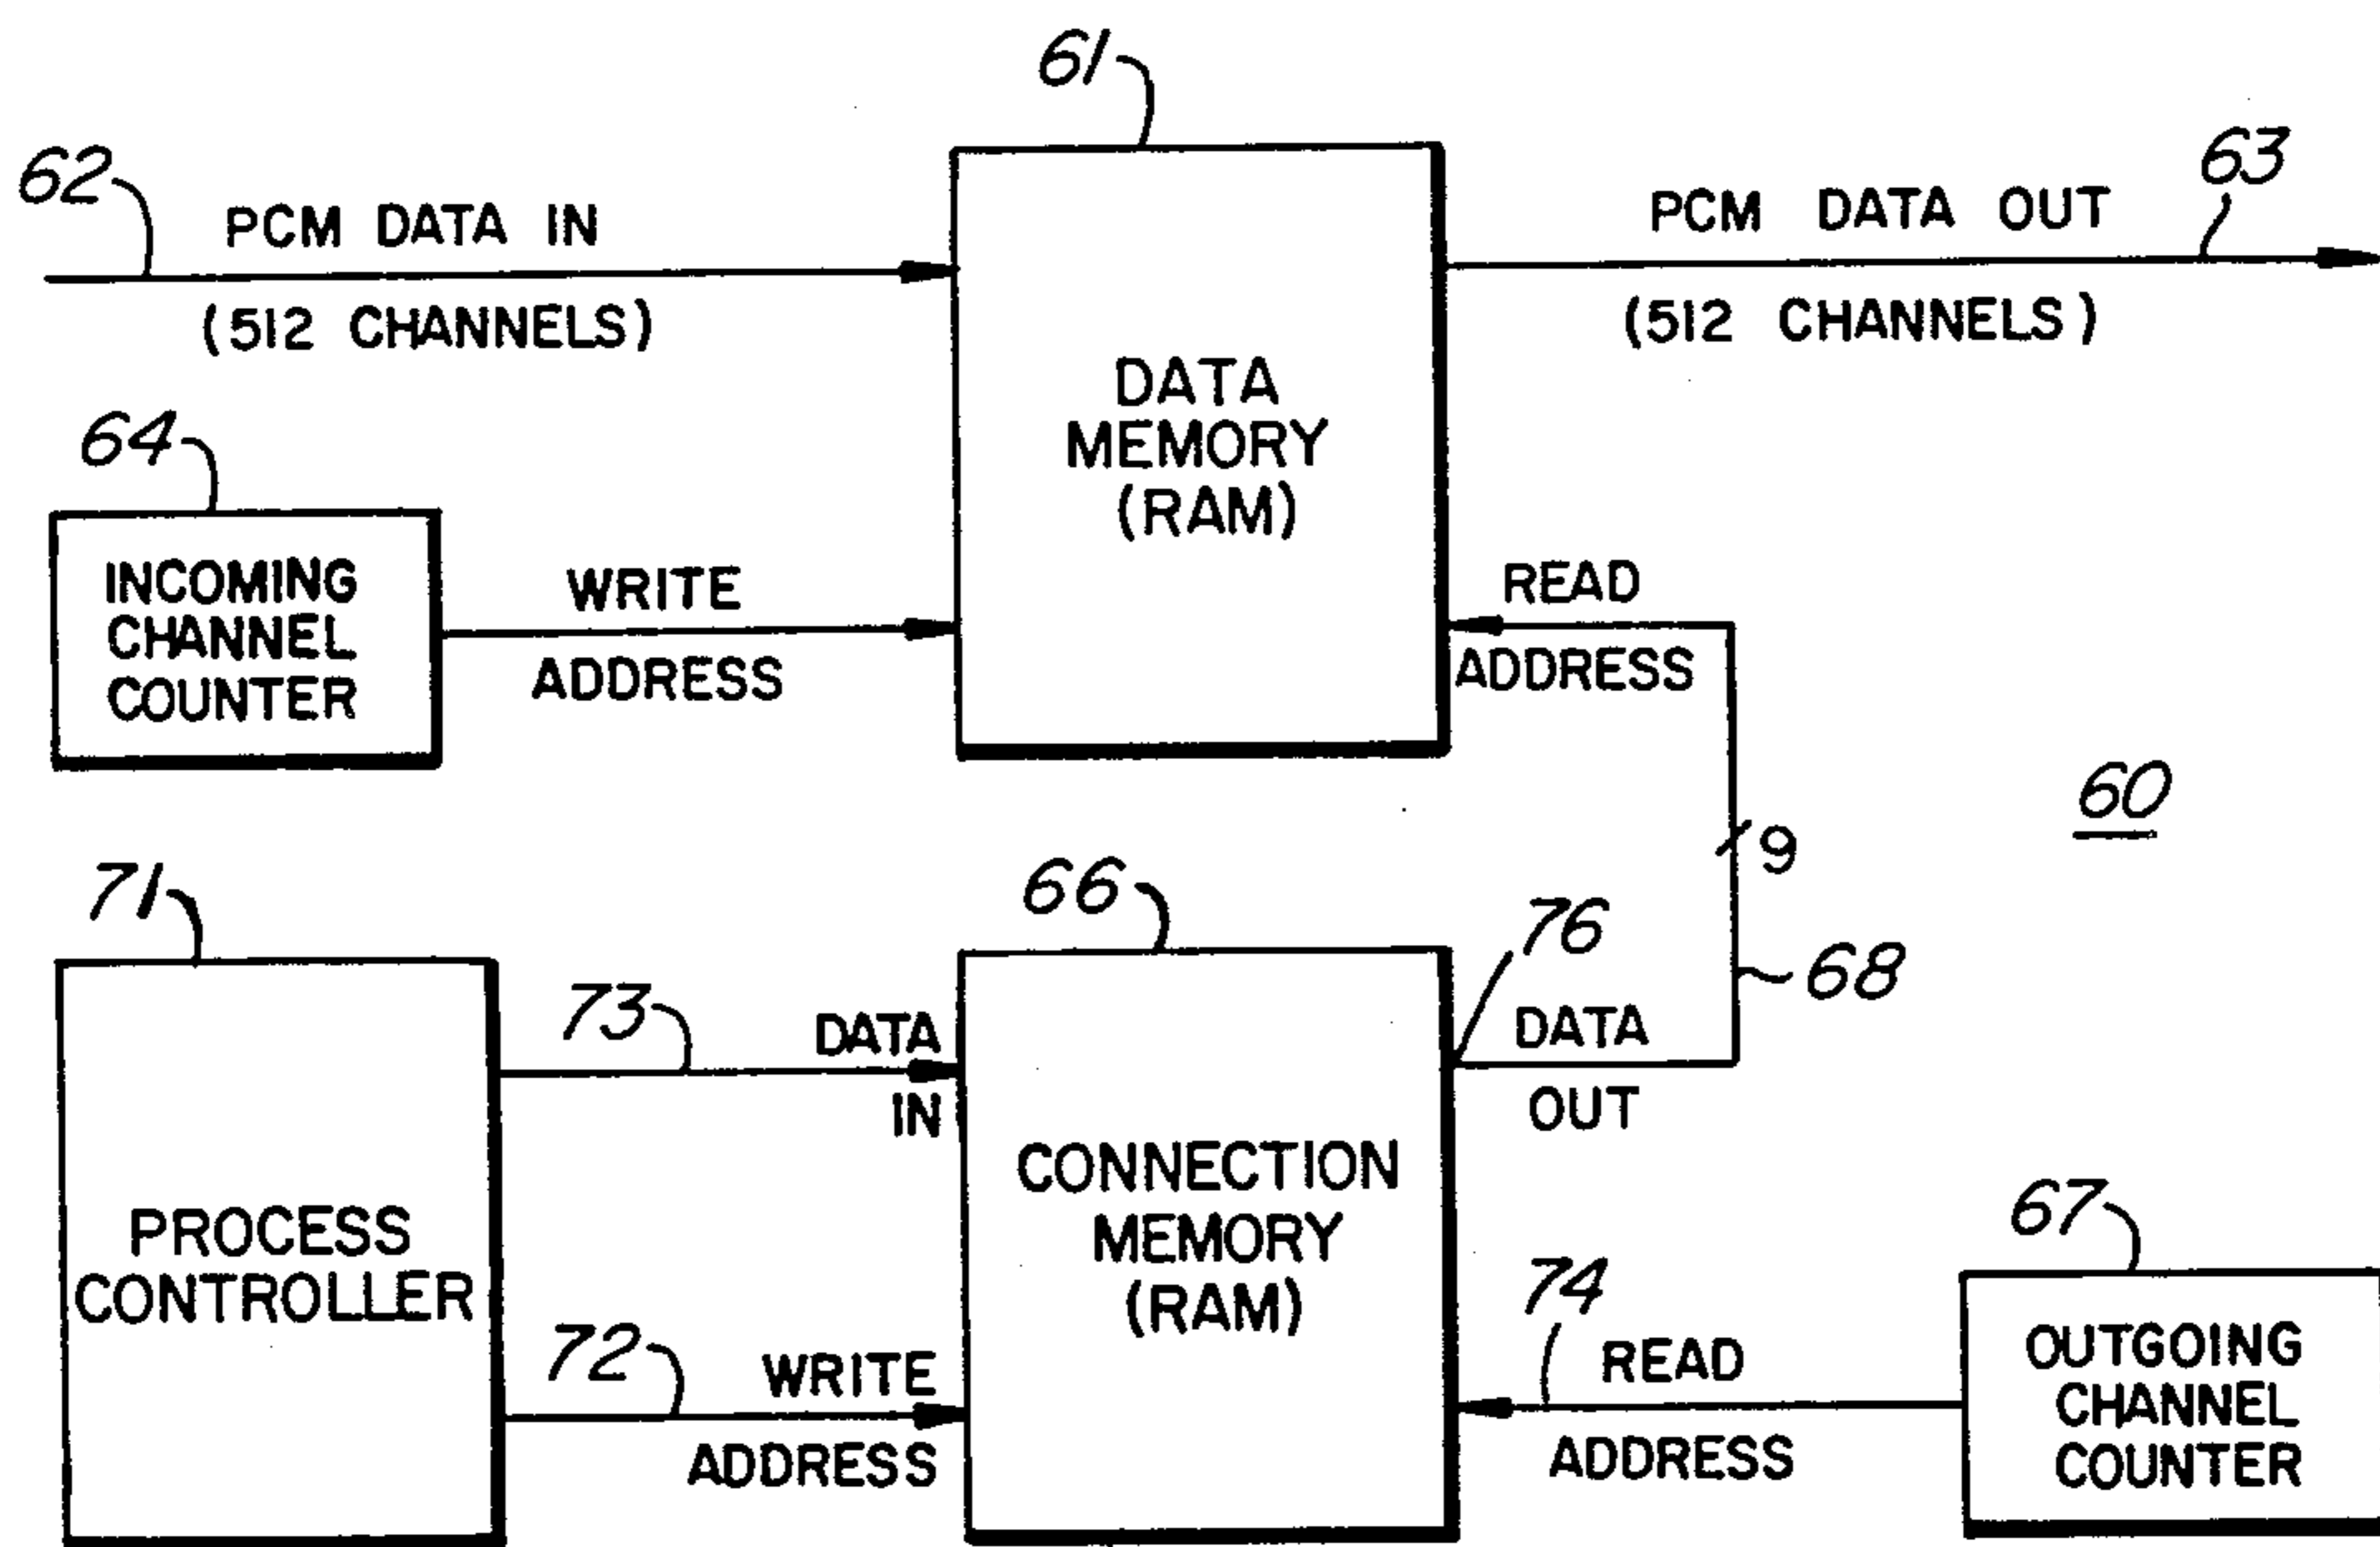 61
62
PCM DATA IN
(512 CHANNELS)
63
PCM DATA OUT
(512 CHANNELS)
DATA
MEMORY
(RAM)
64
INCOMING
CHANNEL
COUNTER
WRITE
ADDRESS
READ
ADDRESS
60
9
68
71
PROCESS
CONTROLLER
73
DATA
IN
72
WRITE
ADDRESS
66
CONNECTION
MEMORY
(RAM)
76
DATA
OUT
74
READ
ADDRESS
67
OUTGOING
CHANNEL
COUNTER